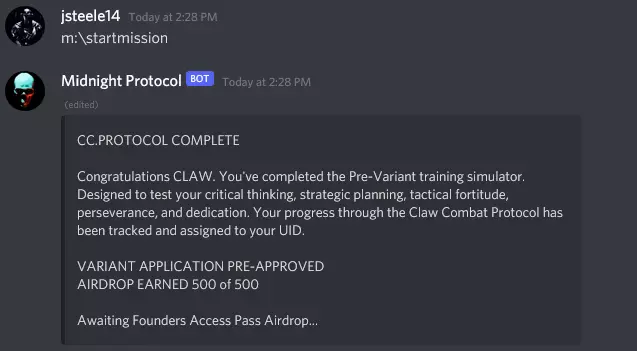 jsteele14 Today at 2:28 PM
m:\startmission
Midnight Protocol BOT Today at 2:28 PM
(edited)
CC.PROTOCOL COMPLETE
Congratulations CLAW. You've completed the Pre-Variant training simulator.
Designed to test your critical thinking, strategic planning, tactical fortitude,
perseverance, and dedication. Your progress through the Claw Combat Protocol has
been tracked and assigned to your UID.
VARIANT APPLICATION PRE-APPROVED
AIRDROP EARNED 500 of 500
Awaiting Founders Access Pass Airdrop...